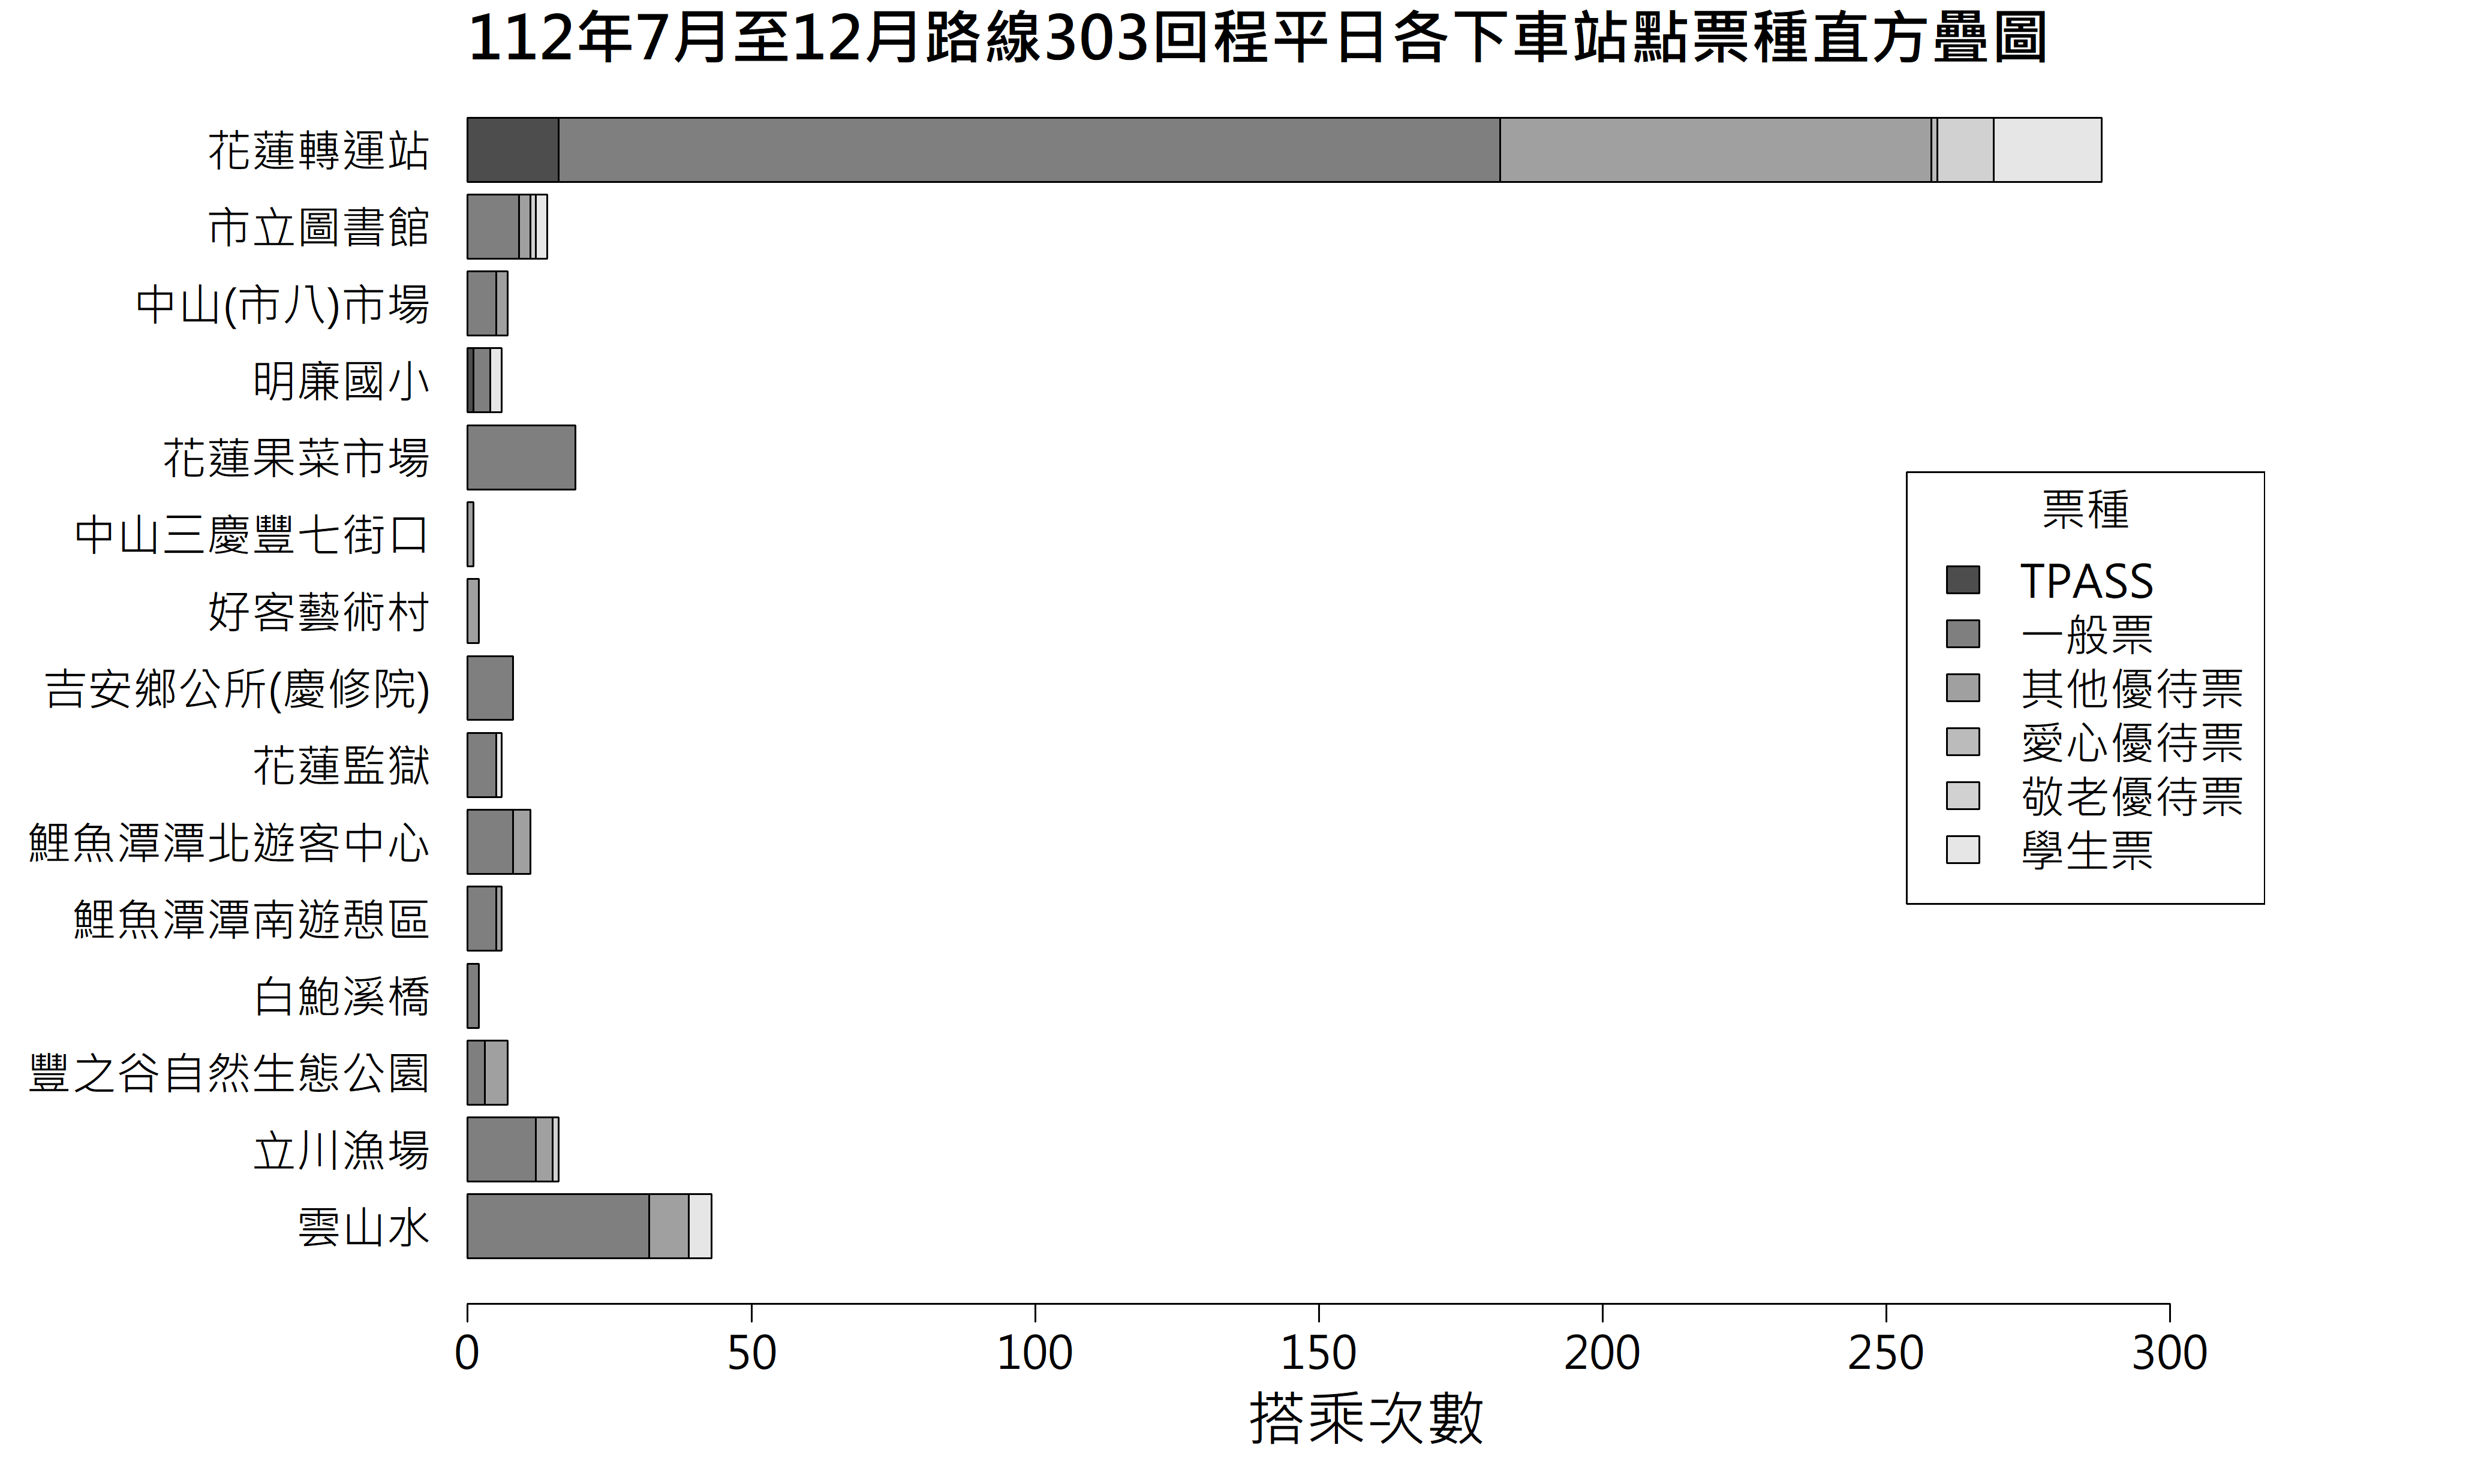 112年7月至12月路線303回程平日各下車站點票種直方疊圖
花蓮轉運站
市立圖書館
中山(市八)市場
明廉國小
花蓮果菜市場
中山三慶豐七街口
好客藝術村
吉安鄉公所(慶修院)
花蓮監獄
鯉魚潭潭北遊客中心
鯉魚潭潭南遊憩區
白鮑溪橋
豐之谷自然生態公園
立川漁場
雲山水
票種
TPASS
一般票
其他優待票
愛心優待票
敬老優待票
學生票
0 50 100 150 200 250 300
搭乘次數